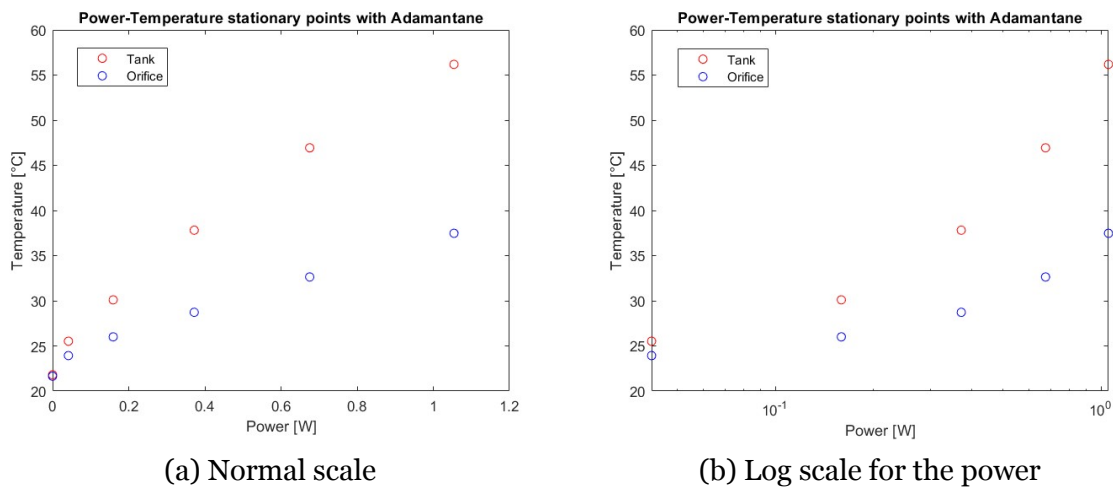 Power-Temperature stationary points with Adamantane
60
55
50
45
40
35
30
25
20
Temperature [°C]
Tank
Orifice
0 0.2 0.4 0.6 0.8 1 1.2
Power [W]
(a) Normal scale
Power-Temperature stationary points with Adamantane
60
55
50
45
40
35
30
25
20
Temperature [°C]
Tank
Orifice
10⁻¹ 10⁰
Power [W]
(b) Log scale for the power